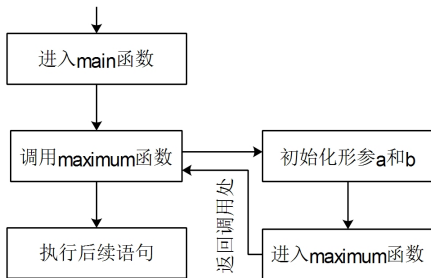 进入main函数
调用maximum函数
初始化形参a和b
返回调用处
执行后续语句
进入maximum函数